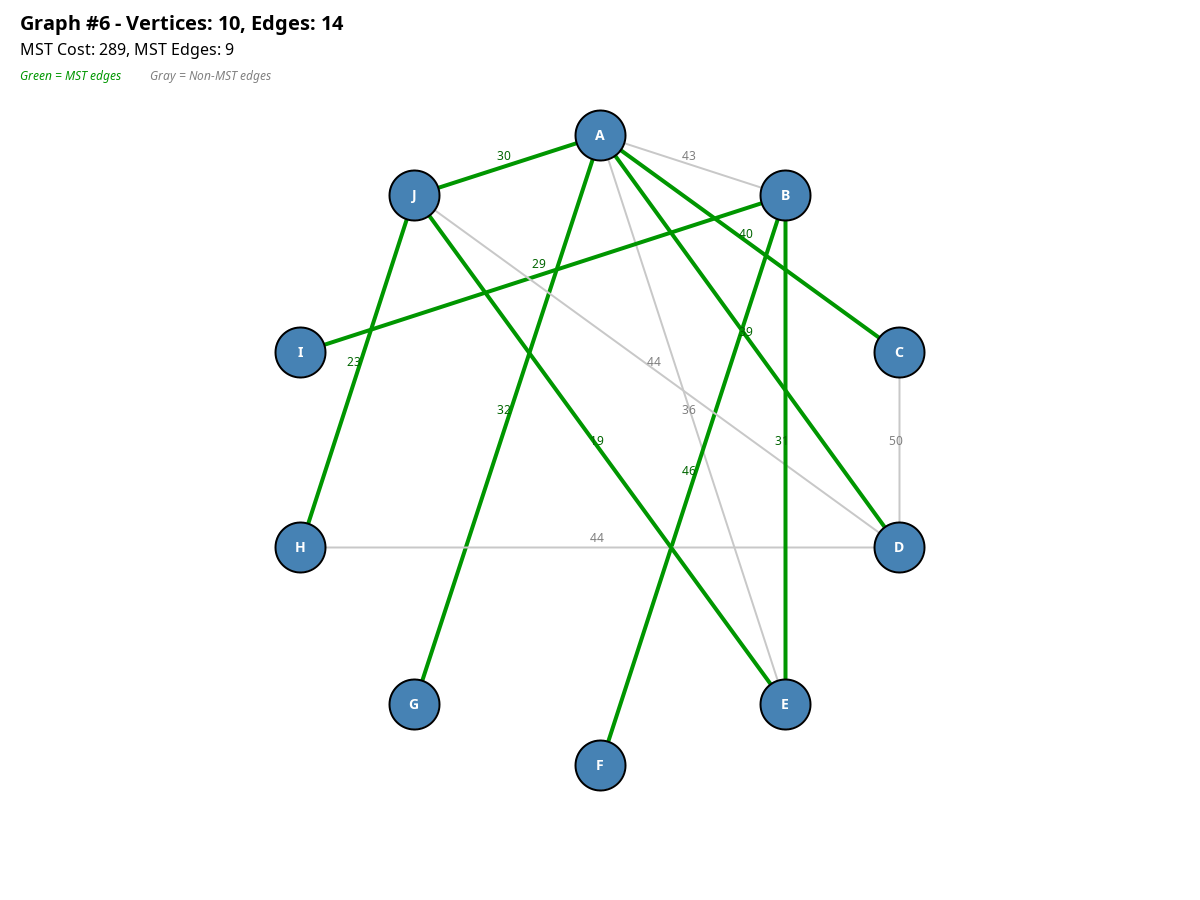 Graph #6 - Vertices: 10, Edges: 14
MST Cost: 289, MST Edges: 9
Green = MST edges
Gray = Non-MST edges
A
30
43
J
B
40
29
39
I
23
44
C
32
36
19
31
50
46
H
44
D
G
E
F